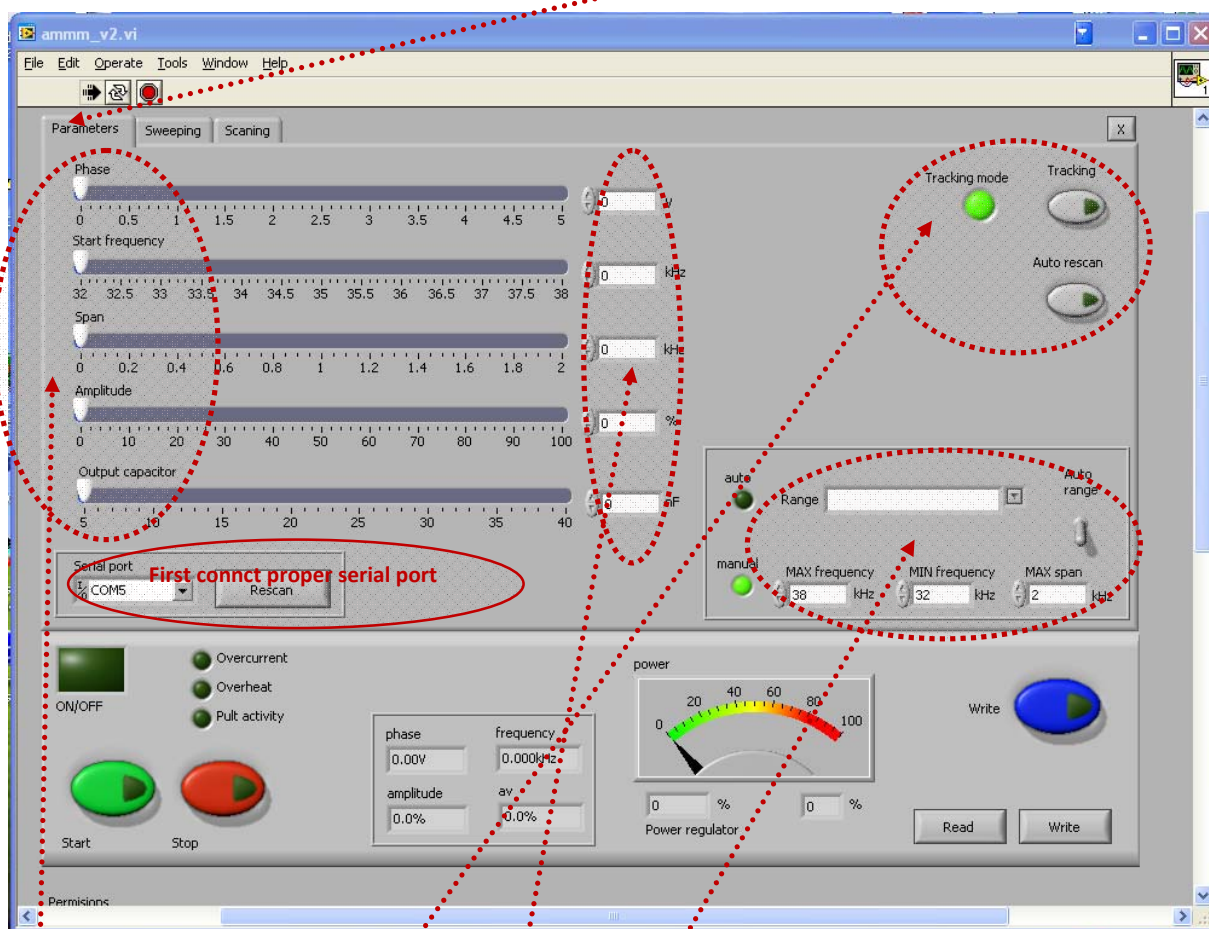 ammm_v2.vi
File Edit Operate Tools Window Help
1
Parameters Sweeping Scaning X
Phase
0 0.5 1 1.5 2 2.5 3 3.5 4 4.5 5
0 V
Start frequency
32 32.5 33 33.5 34 34.5 35 35.5 36 36.5 37 37.5 38
0 kHz
Span
0 0.2 0.4 0.6 0.8 1 1.2 1.4 1.6 1.8 2
0 kHz
Amplitude
0 10 20 30 40 50 60 70 80 90 100
0 %
Output capacitor
5 10 15 20 25 30 35 40
0 nF
Tracking mode Tracking
Auto rescan
auto Range Auto range
manual
MAX frequency MIN frequency MAX span
38 kHz 32 kHz 2 kHz
Serial port
First connct proper serial port
COM5 Rescan
ON/OFF
Overcurrent
Overheat
Pult activity
Start Stop
phase frequency
0.00V 0.000kHz
amplitude av
0.0% 0.0%
power
0 20 40 60 80 100
0 % 0 %
Power regulator
Write
Read Write
Permisions